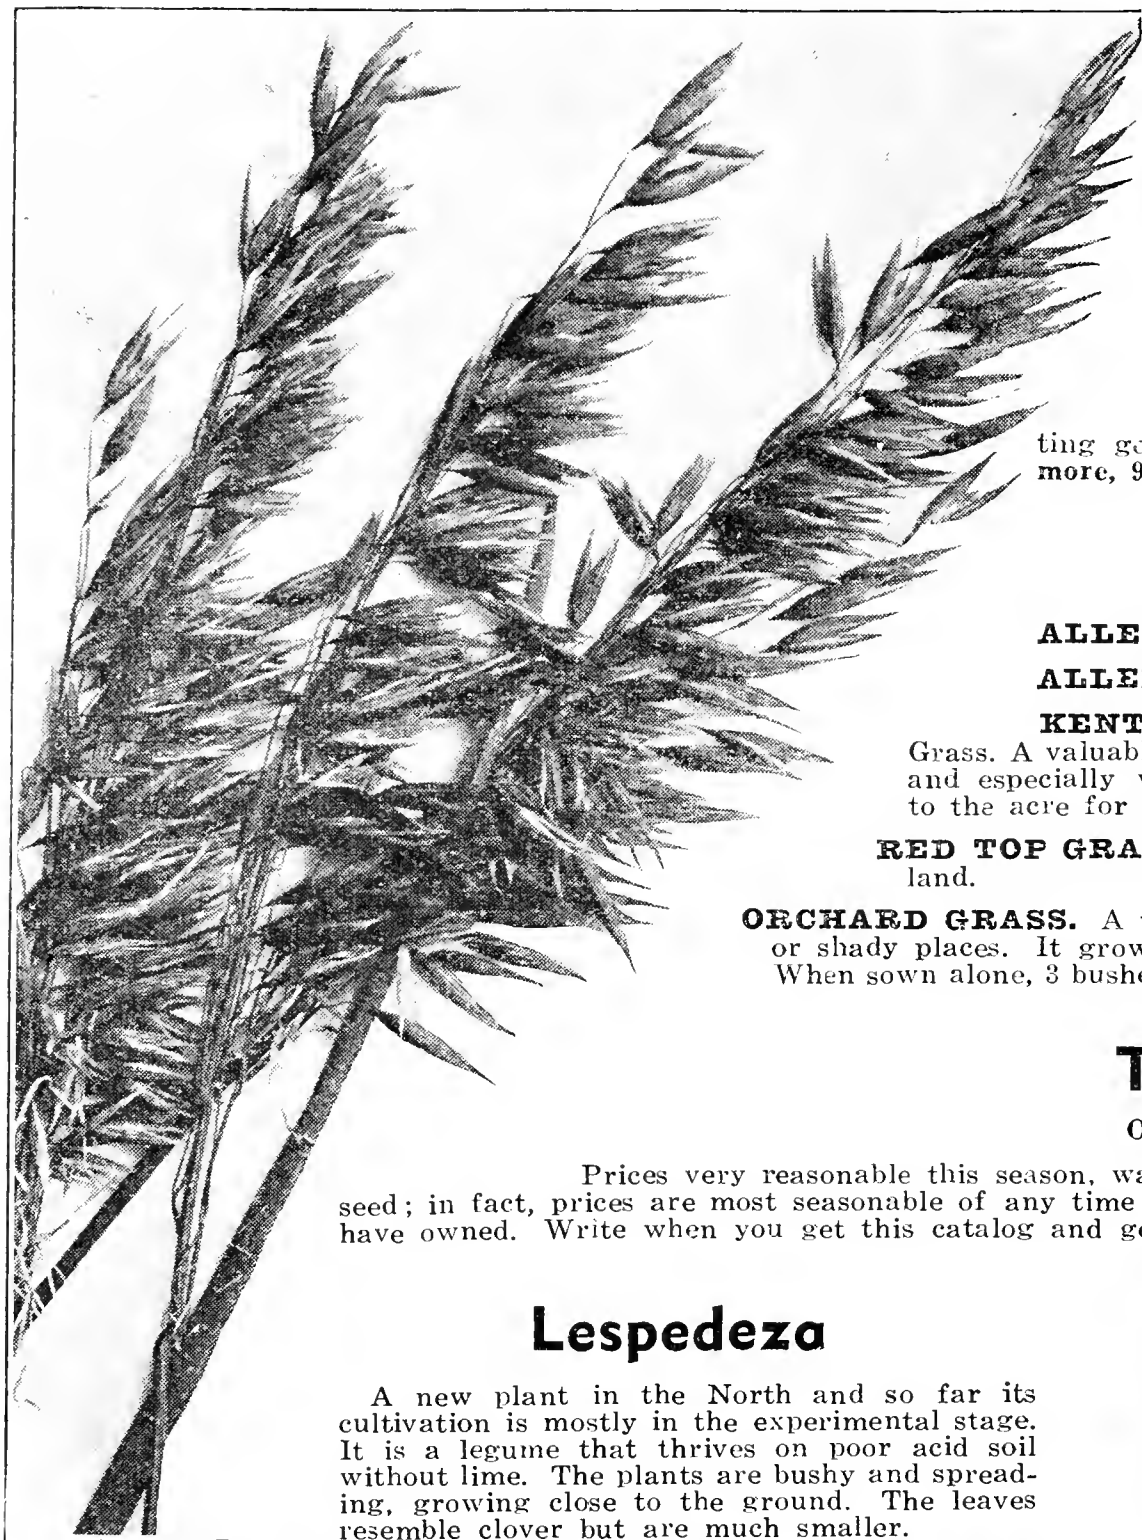 ting
more, 9
ALLE
ALLE
KENT
Grass. A valuab
and especially
to the acre for
RED TOP GRA
land.
ORCHARD GRASS. A
or shady places. It grow
When sown alone, 3 bushe
T
Prices very reasonable this season, wa
seed; in fact, prices are most seasonable of any time
have owned. Write when you get this catalog and ge
Lespedeza
A new plant in the North and so far its
cultivation is mostly in the experimental stage.
It is a legume that thrives on poor acid soil
without lime. The plants are bushy and spread-
ing, growing close to the ground. The leaves
resemble clover but are much smaller.